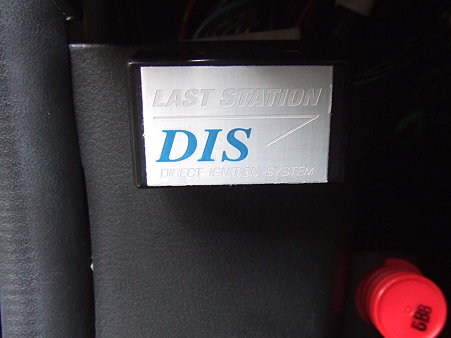 LAST STATION
DIS
DIRECT IGNITION SYSTEM